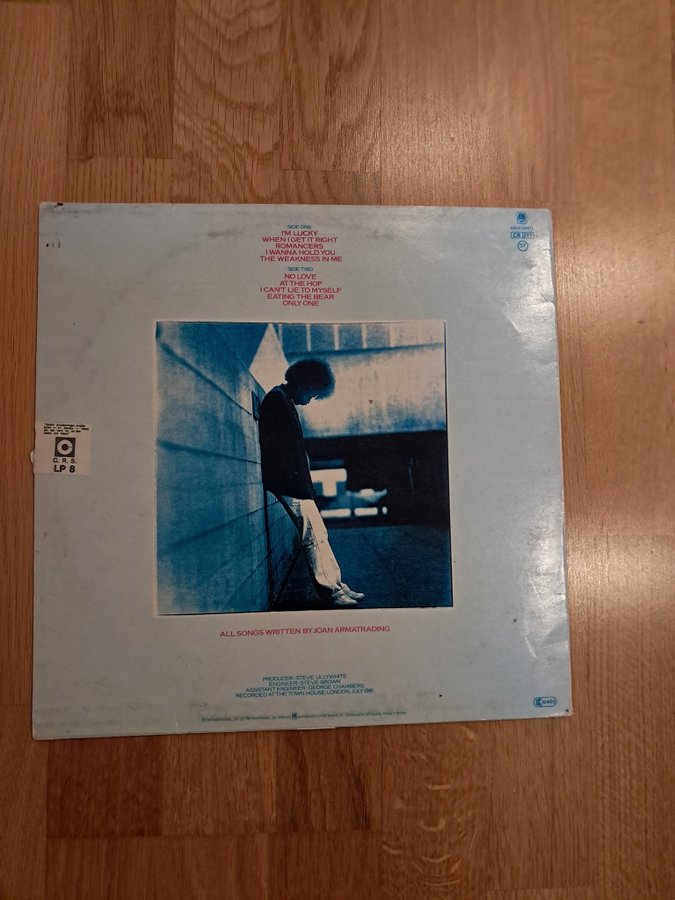 SIDE ONE
I'M LUCKY
WHEN I GET IT RIGHT
ROMANCERS
I WANNA HOLD YOU
THE WEAKNESS IN ME
SIDE TWO
NO LOVE
AT THE HOP
I CAN'T LIE TO MYSELF
EATING THE BEAR
ONLY ONE
CB 271
57
G. R. S.
LP 8
ALL SONGS WRITTEN BY JOAN ARMATRADING
PRODUCER-STEVE LILLYWHITE
ENGINEER-STEVE BROWN
ASSISTANT ENGINEER-GEORGE CHAMBERS
RECORDED AT THE TOWN HOUSE, LONDON JULY 1981.